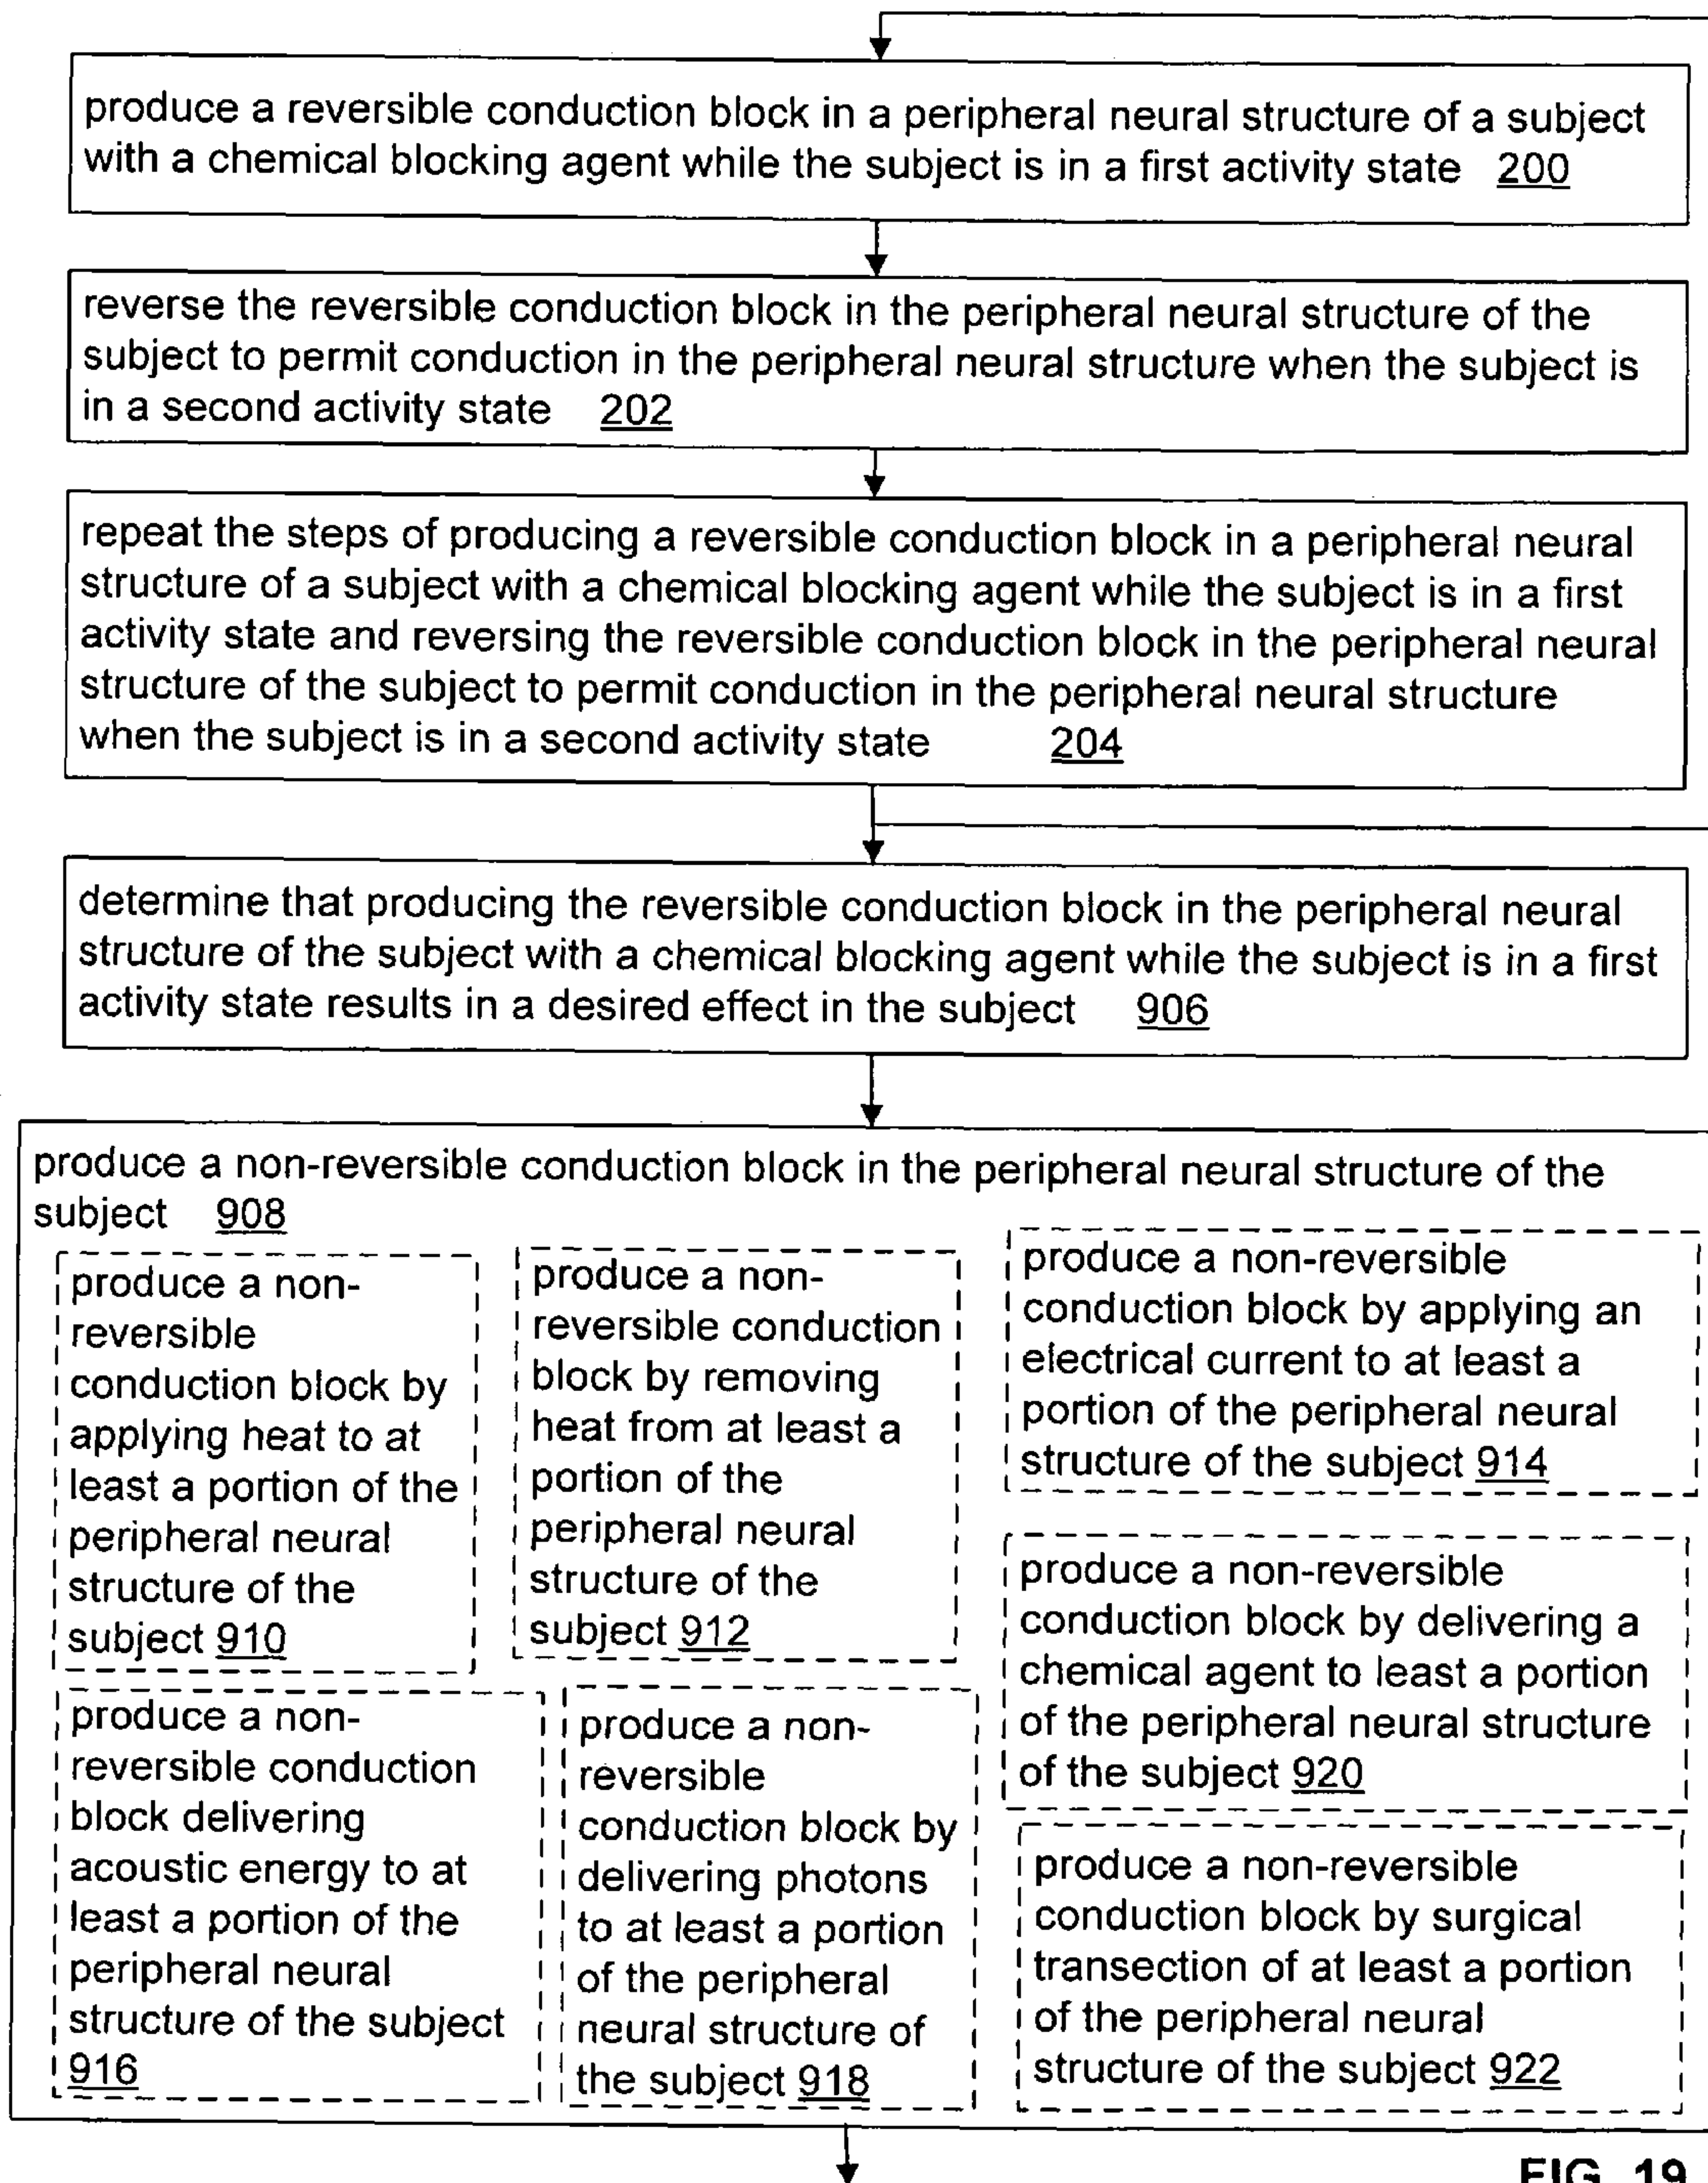 produce a reversible conduction block in a peripheral neural structure of a subject
with a chemical blocking agent while the subject is in a first activity state 200
reverse the reversible conduction block in the peripheral neural structure of the
subject to permit conduction in the peripheral neural structure when the subject is
in a second activity state 202
repeat the steps of producing a reversible conduction block in a peripheral neural
structure of a subject with a chemical blocking agent while the subject is in a first
activity state and reversing the reversible conduction block in the peripheral neural
structure of the subject to permit conduction in the peripheral neural structure
when the subject is in a second activity state 204
determine that producing the reversible conduction block in the peripheral neural
structure of the subject with a chemical blocking agent while the subject is in a first
activity state results in a desired effect in the subject 906
produce a non-reversible conduction block in the peripheral neural structure of the
subject 908
produce a non-
reversible
conduction block by
applying heat to at
least a portion of the
peripheral neural
structure of the
subject 910
produce a non-
reversible conduction
block by removing
heat from at least a
portion of the
peripheral neural
structure of the
subject 912
produce a non-reversible
conduction block by applying an
electrical current to at least a
portion of the peripheral neural
structure of the subject 914
produce a non-
reversible conduction
block delivering
acoustic energy to at
least a portion of the
peripheral neural
structure of the subject
916
produce a non-
reversible
conduction block by
delivering photons
to at least a portion
of the peripheral
neural structure of
the subject 918
produce a non-reversible
conduction block by delivering a
chemical agent to least a portion
of the peripheral neural structure
of the subject 920
produce a non-reversible
conduction block by surgical
transection of at least a portion
of the peripheral neural
structure of the subject 922
FIG. 19